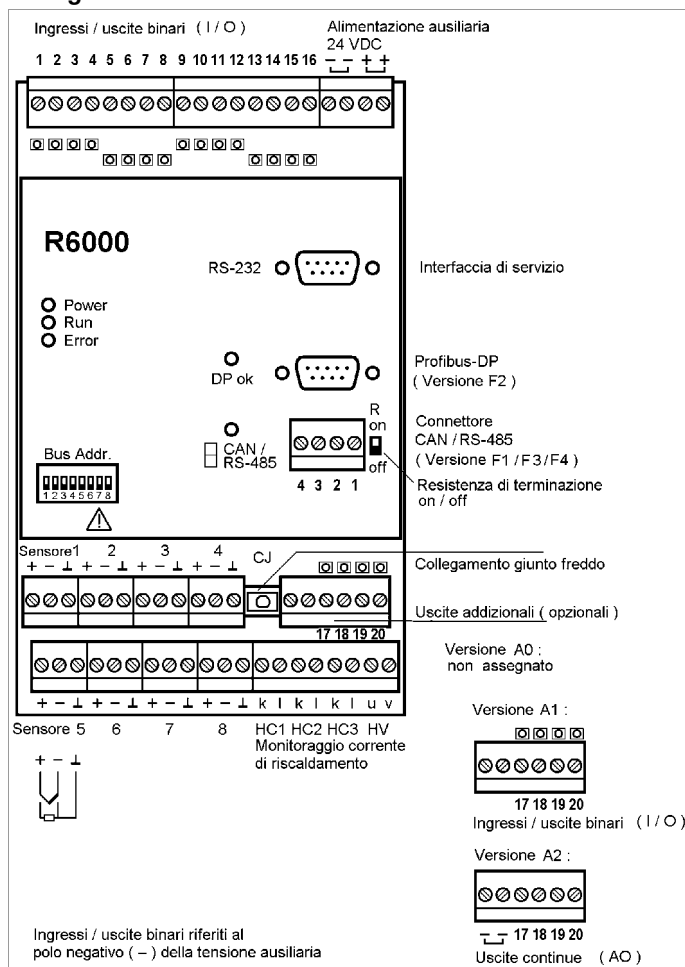 Ingressi / uscite binari ( I / O )
Alimentazione ausiliaria
24 VDC
1 2 3 4 5 6 7 8 9 10 11 12 13 14 15 16 − − + +
R6000
RS-232
Interfaccia di servizio
Power
Run
Error
DP ok
Profibus-DP
( Versione F2 )
R
on
off
CAN /
RS-485
4 3 2 1
Connettore
CAN / RS-485
( Versione F1 / F3 / F4 )
Resistenza di terminazione
on / off
Bus Addr.
1 2 3 4 5 6 7 8
Sensore1 2 3 4 CJ
+ − ⊥ + − ⊥ + − ⊥ + − ⊥
Collegamento giunto freddo
Uscite addizionali ( opzionali )
17 18 19 20
+ − ⊥ + − ⊥ + − ⊥ + − ⊥ k l k l k l u v
Sensore 5 6 7 8 HC1 HC2 HC3 HV
Monitoraggio corrente
di riscaldamento
+ − ⊥
Versione A0 :
non assegnato
Versione A1 :
17 18 19 20
Ingressi / uscite binari ( I / O )
Versione A2 :
− − 17 18 19 20
Uscite continue ( AO )
Ingressi / uscite binari riferiti al
polo negativo ( − ) della tensione ausiliaria